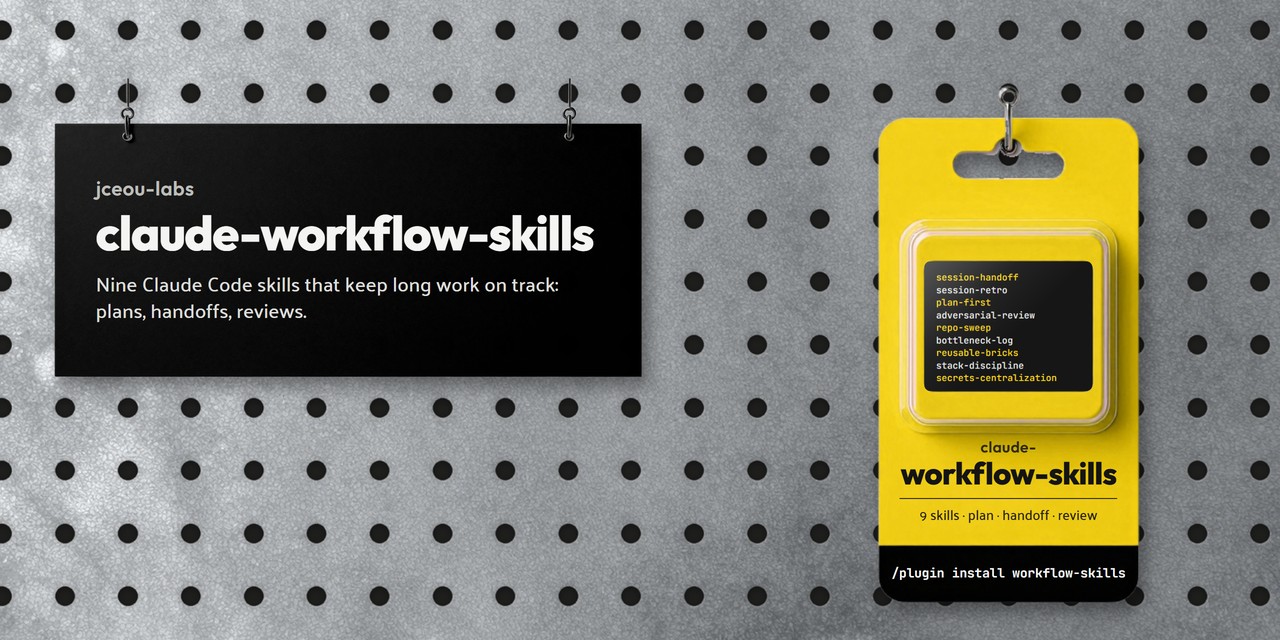 jceou-labs
claude-workflow-skills
Nine Claude Code skills that keep long work on track:
plans, handoffs, reviews.
session-handoff
session-retro
plan-first
adversarial-review
repo-sweep
bottleneck-log
reusable-bricks
stack-discipline
secrets-centralization
claude-
workflow-skills
9 skills · plan · handoff · review
/plugin install workflow-skills